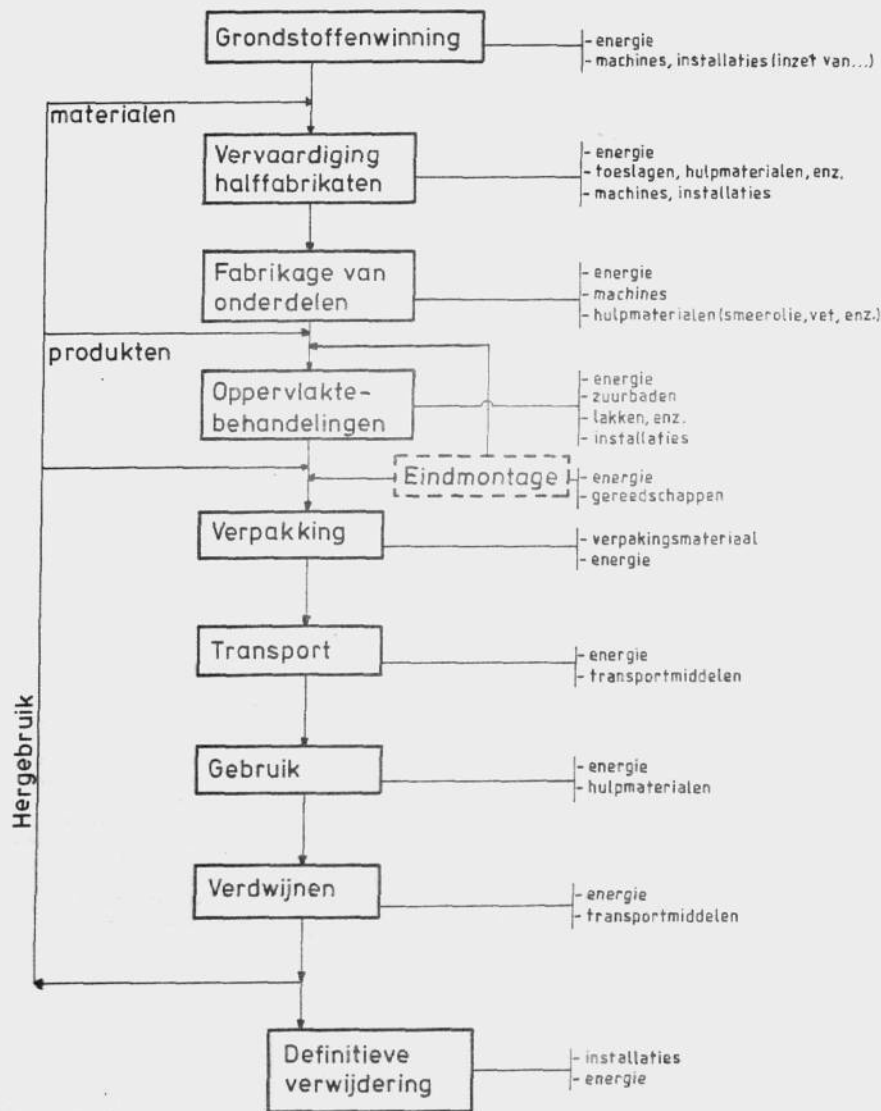 Grondstoffenwinning
- energie
- machines, installaties (inzet van...)
materialen
Vervaardiging
halffabrikaten
- energie
- toeslagen, hulpmaterialen, enz.
- machines, installaties
Fabrikage van
onderdelen
- energie
- machines
- hulpmaterialen (smeerolie, vet, enz.)
produkten
Oppervlakte-
behandelingen
- energie
- zuurbaden
- lakken, enz.
- installaties
Eindmontage
- energie
- gereedschappen
Verpakking
- verpakingsmateriaal
- energie
Transport
- energie
- transportmiddelen
Hergebruik
Gebruik
- energie
- hulpmaterialen
Verdwijnen
- energie
- transportmiddelen
Definitieve
verwijdering
- installaties
- energie